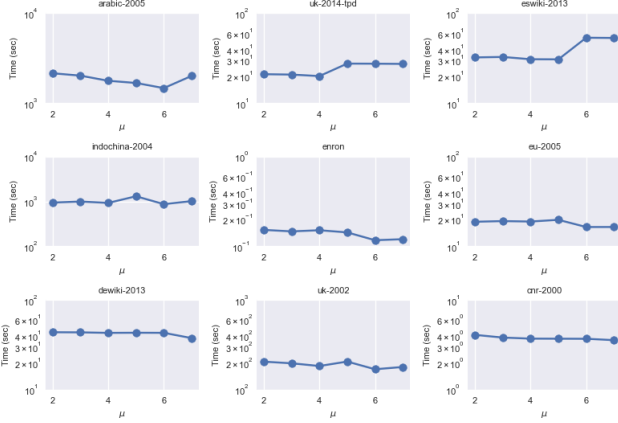 arabic-2005
10^4
Time (sec)
10^3
2 4 6
μ
uk-2014-tpd
10^2
6 × 10^1
4 × 10^1
3 × 10^1
2 × 10^1
10^1
Time (sec)
2 4 6
μ
eswiki-2013
10^2
6 × 10^1
4 × 10^1
3 × 10^1
2 × 10^1
10^1
Time (sec)
2 4 6
μ
indochina-2004
10^4
10^3
10^2
Time (sec)
2 4 6
μ
enron
10^0
6 × 10^-1
4 × 10^-1
3 × 10^-1
2 × 10^-1
10^-1
Time (sec)
2 4 6
μ
eu-2005
10^2
6 × 10^1
4 × 10^1
3 × 10^1
2 × 10^1
10^1
Time (sec)
2 4 6
μ
dewiki-2013
10^2
6 × 10^1
4 × 10^1
3 × 10^1
2 × 10^1
10^1
Time (sec)
2 4 6
μ
uk-2002
10^3
6 × 10^2
4 × 10^2
3 × 10^2
2 × 10^2
10^2
Time (sec)
2 4 6
μ
cnr-2000
10^1
6 × 10^0
4 × 10^0
3 × 10^0
2 × 10^0
10^0
Time (sec)
2 4 6
μ